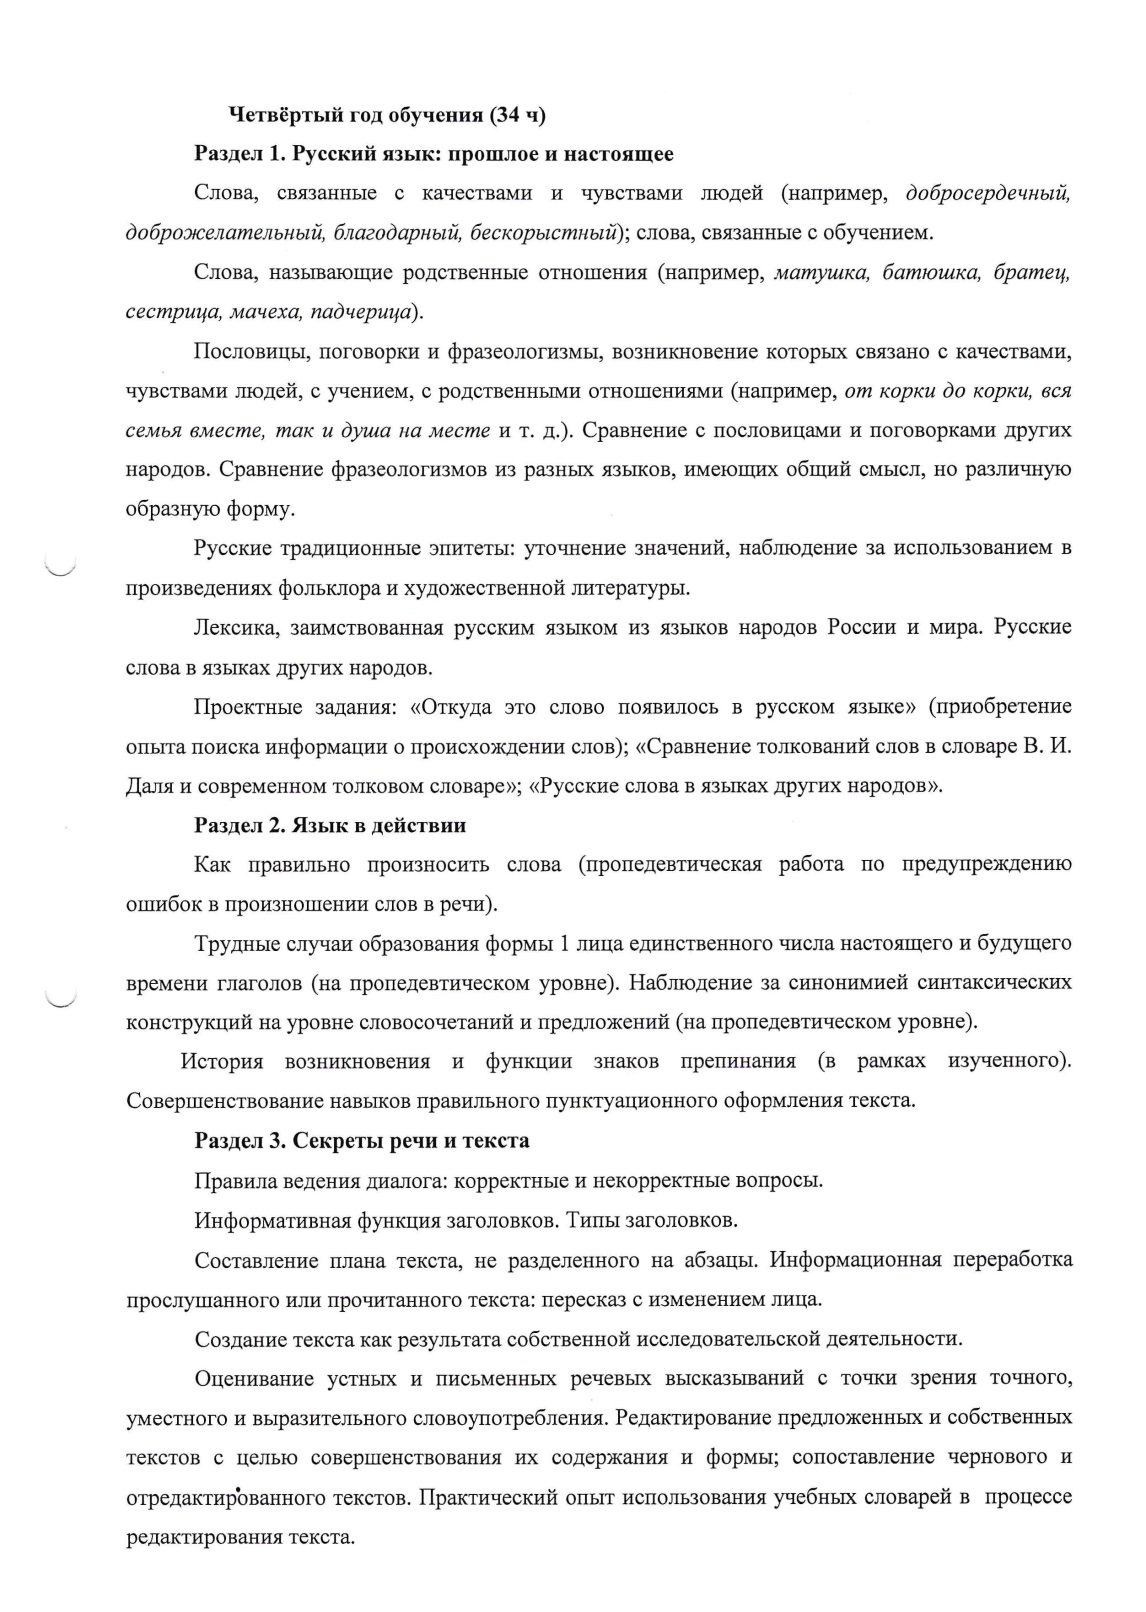 Четвёртый год обучения (34 ч)
Раздел 1. Русский язык: прошлое и настоящее
Слова, связанные с качествами и чувствами людей (например, добросердечный,
доброжелательный, благодарный, бескорыстный); слова, связанные с обучением.
Слова, называющие родственные отношения (например, матушка, батюшка, братец,
сестрица, мачеха, падчерица).
Пословицы, поговорки и фразеологизмы, возникновение которых связано с качествами,
чувствами людей, с учением, с родственными отношениями (например, от корки до корки, вся
семья вместе, так и душа на месте и т. д.). Сравнение с пословицами и поговорками других
народов. Сравнение фразеологизмов из разных языков, имеющих общий смысл, но различную
образную форму.
Русские традиционные эпитеты: уточнение значений, наблюдение за использованием в
произведениях фольклора и художественной литературы.
Лексика, заимствованная русским языком из языков народов России и мира. Русские
слова в языках других народов.
Проектные задания: «Откуда это слово появилось в русском языке» (приобретение
опыта поиска информации о происхождении слов); «Сравнение толкований слов в словаре В. И.
Даля и современном толковом словаре»; «Русские слова в языках других народов».
Раздел 2. Язык в действии
Как правильно произносить слова (пропедевтическая работа по предупреждению
ошибок в произношении слов в речи).
Трудные случаи образования формы 1 лица единственного числа настоящего и будущего
времени глаголов (на пропедевтическом уровне). Наблюдение за синонимией синтаксических
конструкций на уровне словосочетаний и предложений (на пропедевтическом уровне).
История возникновения и функции знаков препинания (в рамках изученного).
Совершенствование навыков правильного пунктуационного оформления текста.
Раздел 3. Секреты речи и текста
Правила ведения диалога: корректные и некорректные вопросы.
Информативная функция заголовков. Типы заголовков.
Составление плана текста, не разделенного на абзацы. Информационная переработка
прослушанного или прочитанного текста: пересказ с изменением лица.
Создание текста как результата собственной исследовательской деятельности.
Оценивание устных и письменных речевых высказываний с точки зрения точного,
уместного и выразительного словоупотребления. Редактирование предложенных и собственных
текстов с целью совершенствования их содержания и формы; сопоставление чернового и
отредактированного текстов. Практический опыт использования учебных словарей в процессе
редактирования текста.